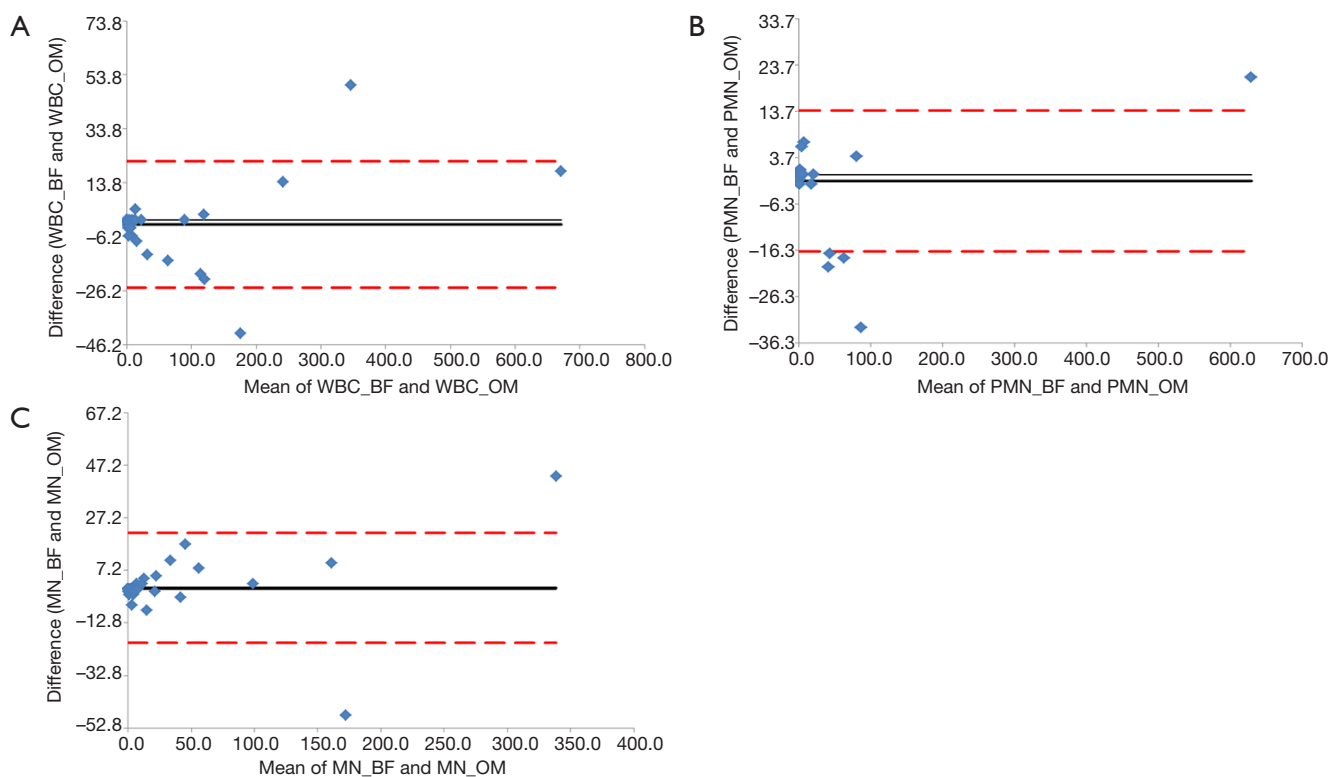 A
Difference (WBC_BF and WBC_OM)
73.8
53.8
33.8
13.8
−6.2
−26.2
−46.2
0.0 100.0 200.0 300.0 400.0 500.0 600.0 700.0 800.0
Mean of WBC_BF and WBC_OM
B
Difference (PMN_BF and PMN_OM)
33.7
23.7
13.7
3.7
−6.3
−16.3
−26.3
−36.3
0.0 100.0 200.0 300.0 400.0 500.0 600.0 700.0
Mean of PMN_BF and PMN_OM
C
Difference (MN_BF and MN_OM)
67.2
47.2
27.2
7.2
−12.8
−32.8
−52.8
0.0 50.0 100.0 150.0 200.0 250.0 300.0 350.0 400.0
Mean of MN_BF and MN_OM